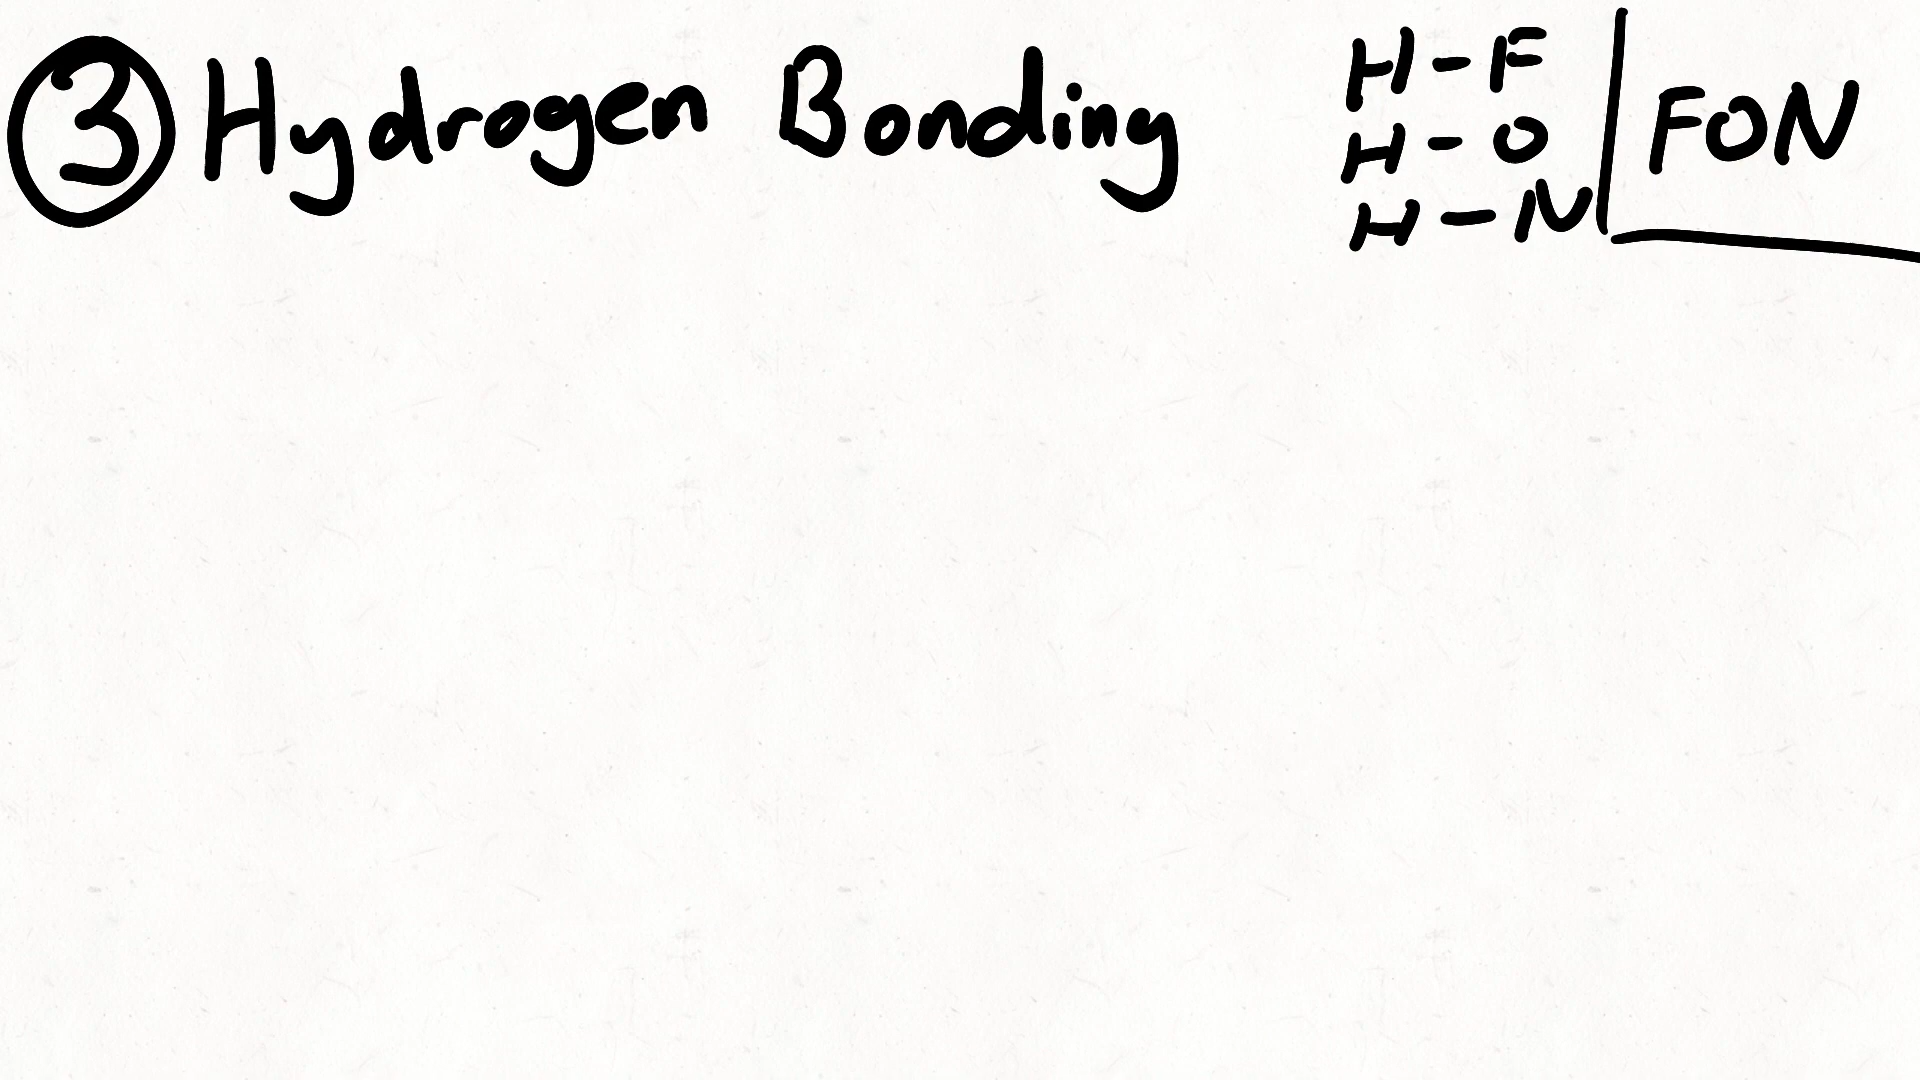 ③ Hydrogen Bonding
H-F
H-O
H-N
FON